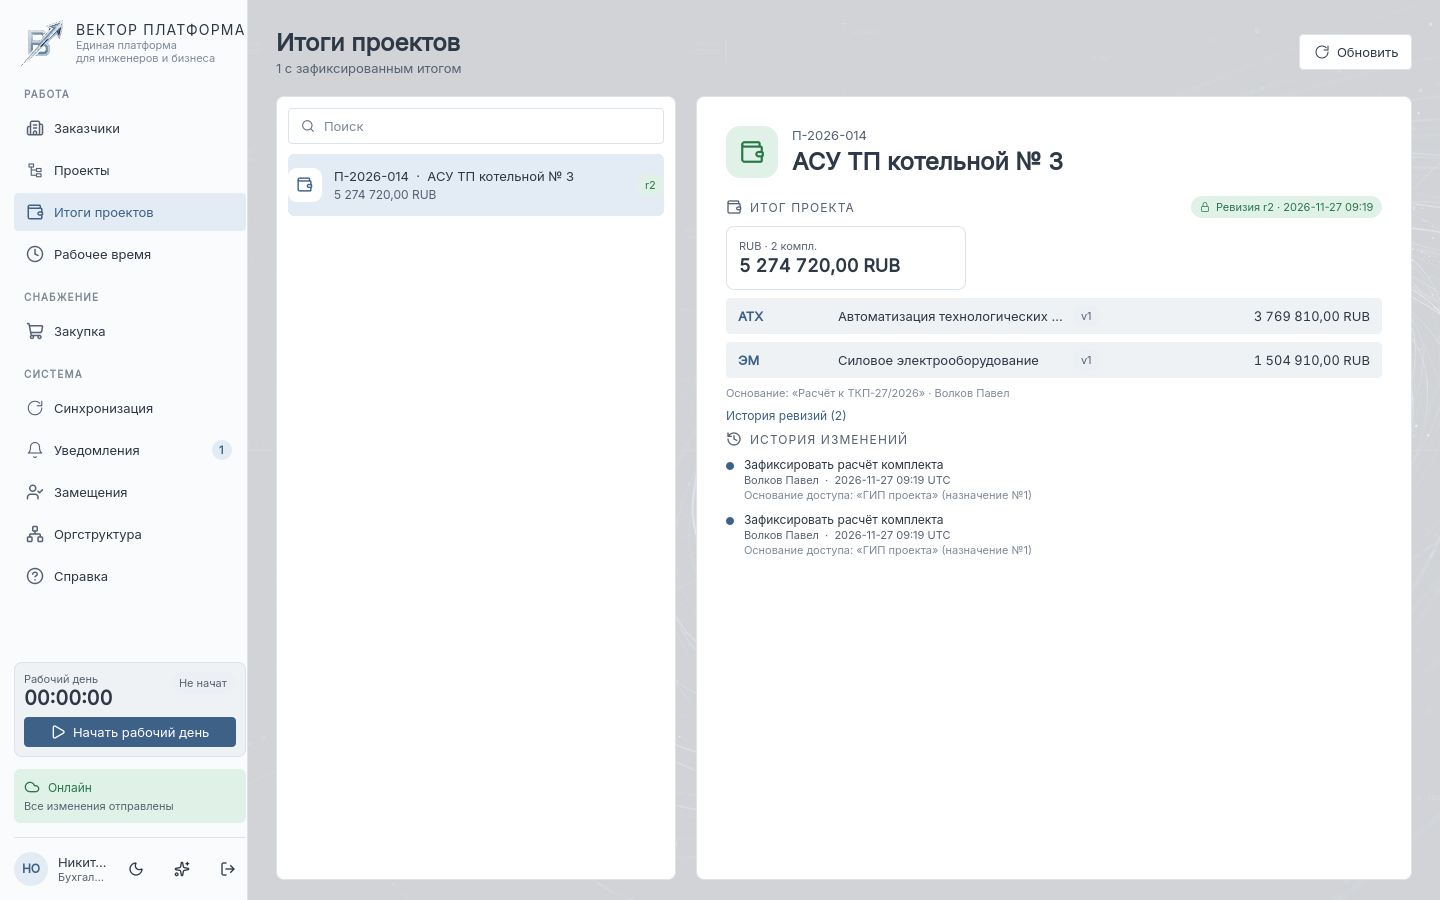 ВЕКТОР ПЛАТФОРМА
Единая платформа
для инженеров и бизнеса
РАБОТА
Заказчики
Проекты
Итоги проектов
Рабочее время
СНАБЖЕНИЕ
Закупка
СИСТЕМА
Синхронизация
Уведомления 1
Замещения
Оргструктура
Справка
Рабочий день
Не начат
00:00:00
Начать рабочий день
Онлайн
Все изменения отправлены
НО
Никит...
Бухгал...
Итоги проектов
1 с зафиксированным итогом
Обновить
Поиск
П-2026-014 · АСУ ТП котельной № 3
5 274 720,00 RUB
r2
П-2026-014
АСУ ТП котельной № 3
ИТОГ ПРОЕКТА
Ревизия r2 · 2026-11-27 09:19
RUB · 2 компл.
5 274 720,00 RUB
АТХ Автоматизация технологических ... v1 3 769 810,00 RUB
ЭМ Силовое электрооборудование v1 1 504 910,00 RUB
Основание: «Расчёт к ТКП-27/2026» · Волков Павел
История ревизий (2)
ИСТОРИЯ ИЗМЕНЕНИЙ
Зафиксировать расчёт комплекта
Волков Павел · 2026-11-27 09:19 UTC
Основание доступа: «ГИП проекта» (назначение №1)
Зафиксировать расчёт комплекта
Волков Павел · 2026-11-27 09:19 UTC
Основание доступа: «ГИП проекта» (назначение №1)